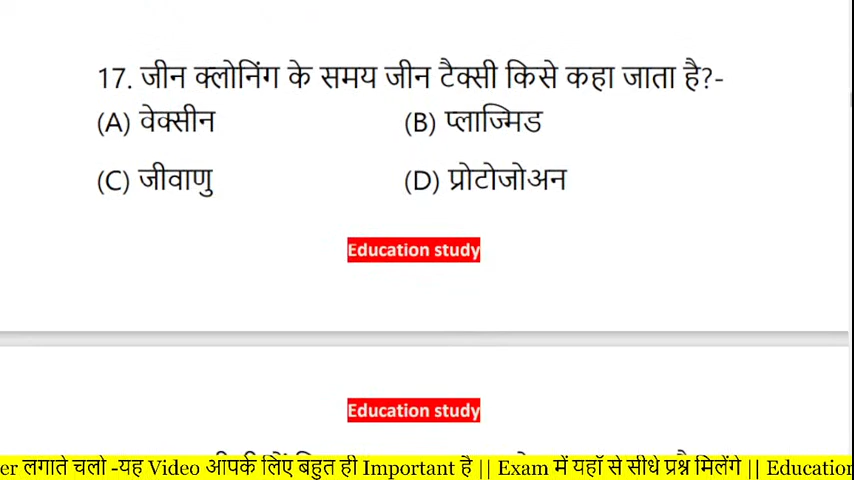 17. जीन क्लोनिंग के समय जीन टैक्सी किसे कहा जाता है?-
(A) वेक्सीन (B) प्लाज्मिड
(C) जीवाणु (D) प्रोटोजोअन
Education study
Education study
er लगाते चलो -यह Video आपके लिए बहुत ही Important है || Exam में यहाँ से सीधे प्रश्न मिलेंगे || Education